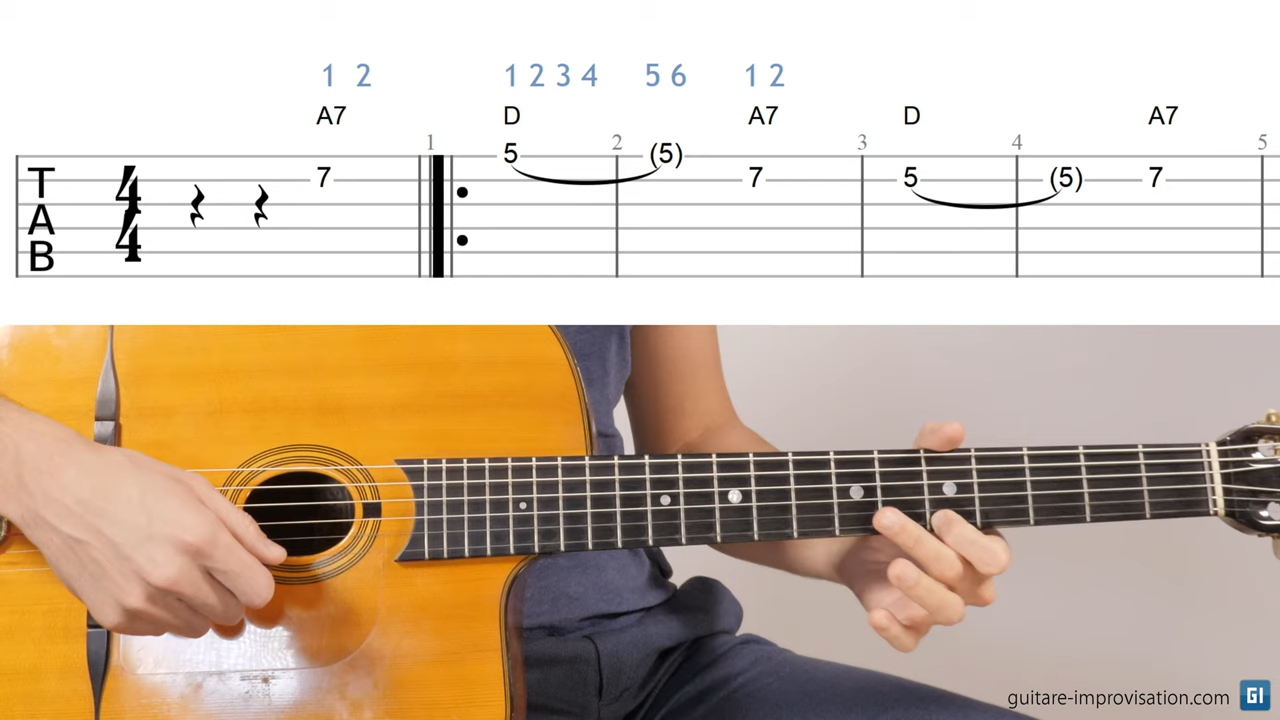 1 2 1 2 3 4 5 6 1 2
A7 D A7 D A7
1 2 3 4 5
5 (5)
T 4 7 7 5 (5) 7
A 4
B
guitare-improvisation.com GI